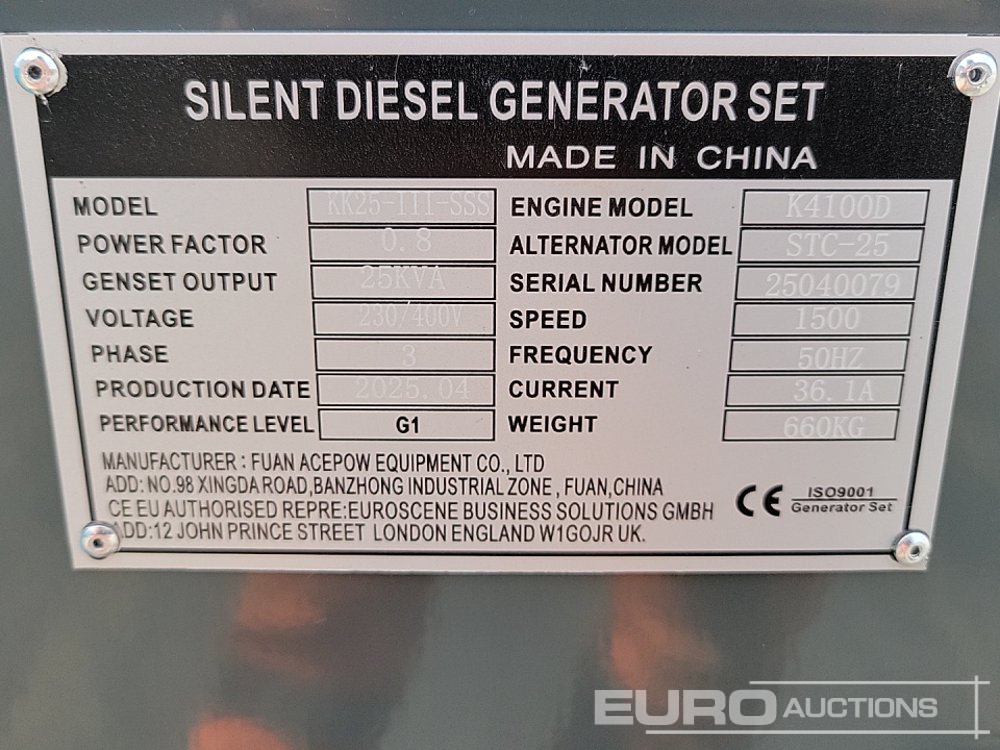 SILENT DIESEL GENERATOR SET
MADE IN CHINA
MODEL KK25-III-SSS ENGINE MODEL K4100D
POWER FACTOR 0.8 ALTERNATOR MODEL STC-25
GENSET OUTPUT 25KVA SERIAL NUMBER 25040079
VOLTAGE 230/400V SPEED 1500
PHASE 3 FREQUENCY 50HZ
PRODUCTION DATE 2025.04 CURRENT 36.1A
PERFORMANCE LEVEL G1 WEIGHT 660KG
MANUFACTURER : FUAN ACEPOW EQUIPMENT CO., LTD
ADD: NO.98 XINGDA ROAD,BANZHONG INDUSTRIAL ZONE , FUAN,CHINA
CE EU AUTHORISED REPRE:EUROSCENE BUSINESS SOLUTIONS GMBH
ADD:12 JOHN PRINCE STREET LONDON ENGLAND W1GOJR UK.
CE ISO9001
Generator Set
EURO AUCTIONS